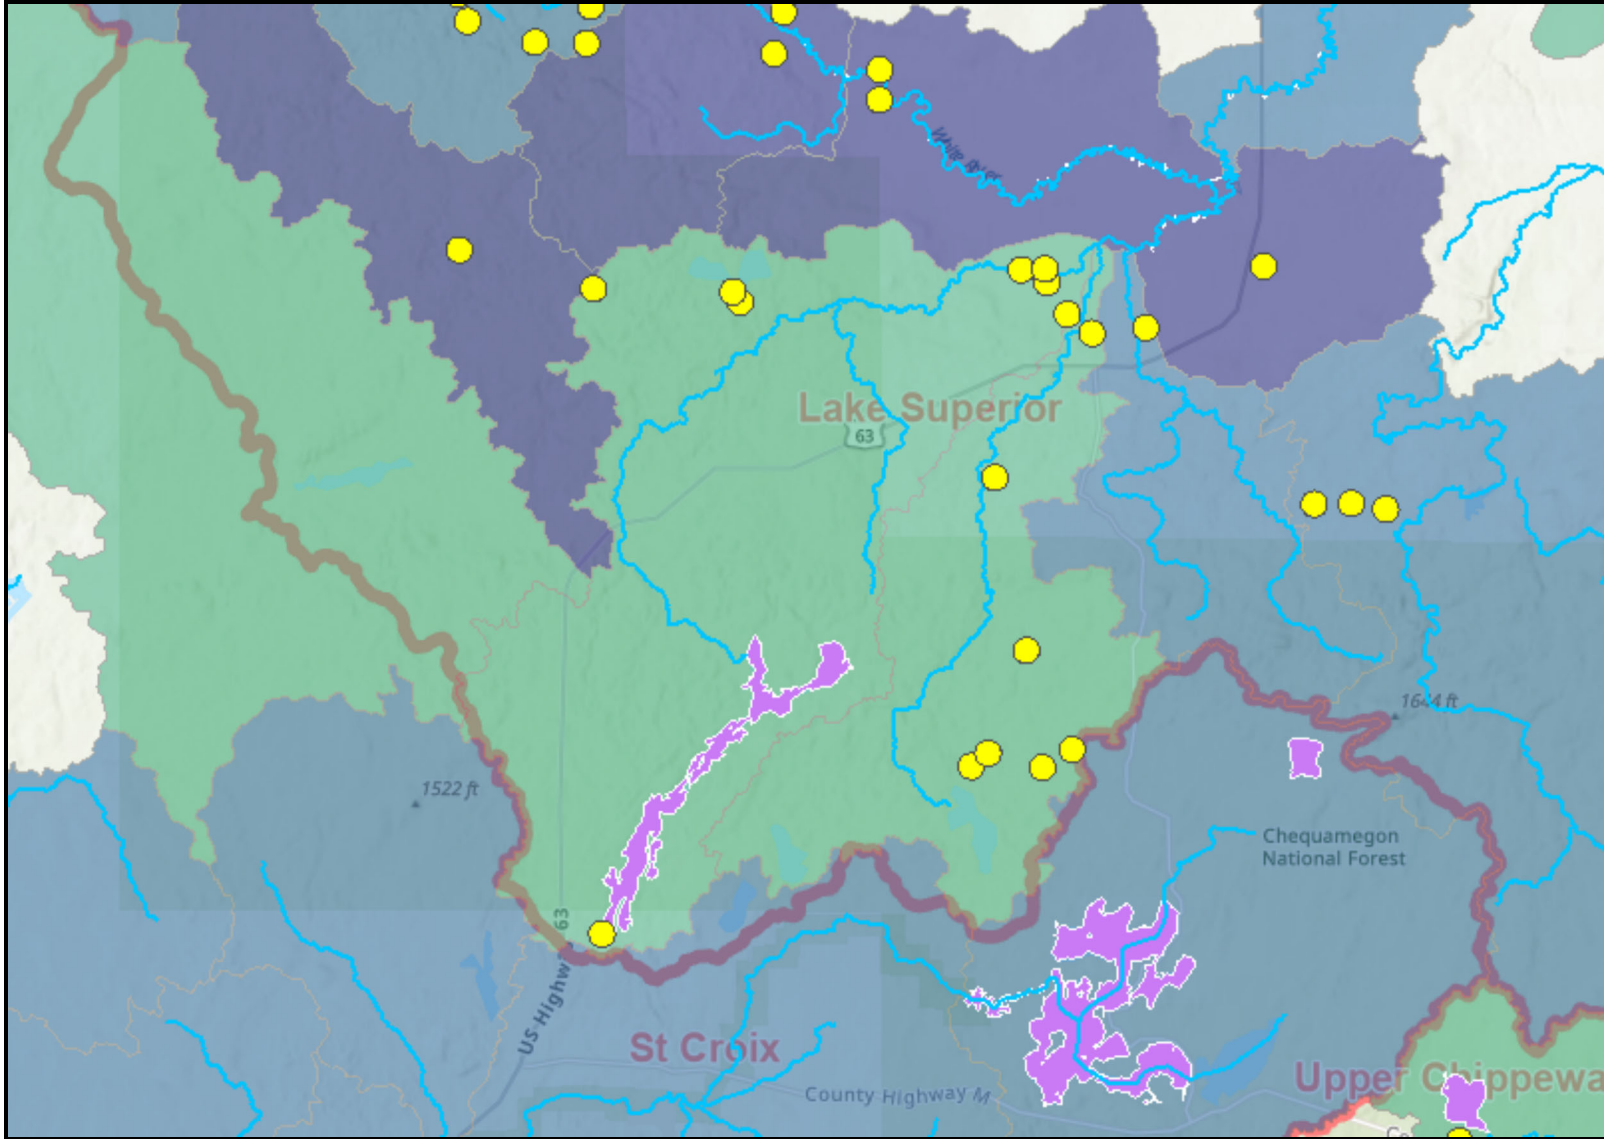 White River
Lake Superior
63
1644 ft
1522 ft
Chequamegon
National Forest
63
US Highw
St Croix
Upper Chippewa
County Highway M